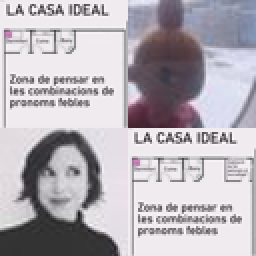 LA CASA IDEAL
Zona de pensar en
les combinacions de
pronoms febles
LA CASA IDEAL
Zona de pensar en
les combinacions de
pronoms febles